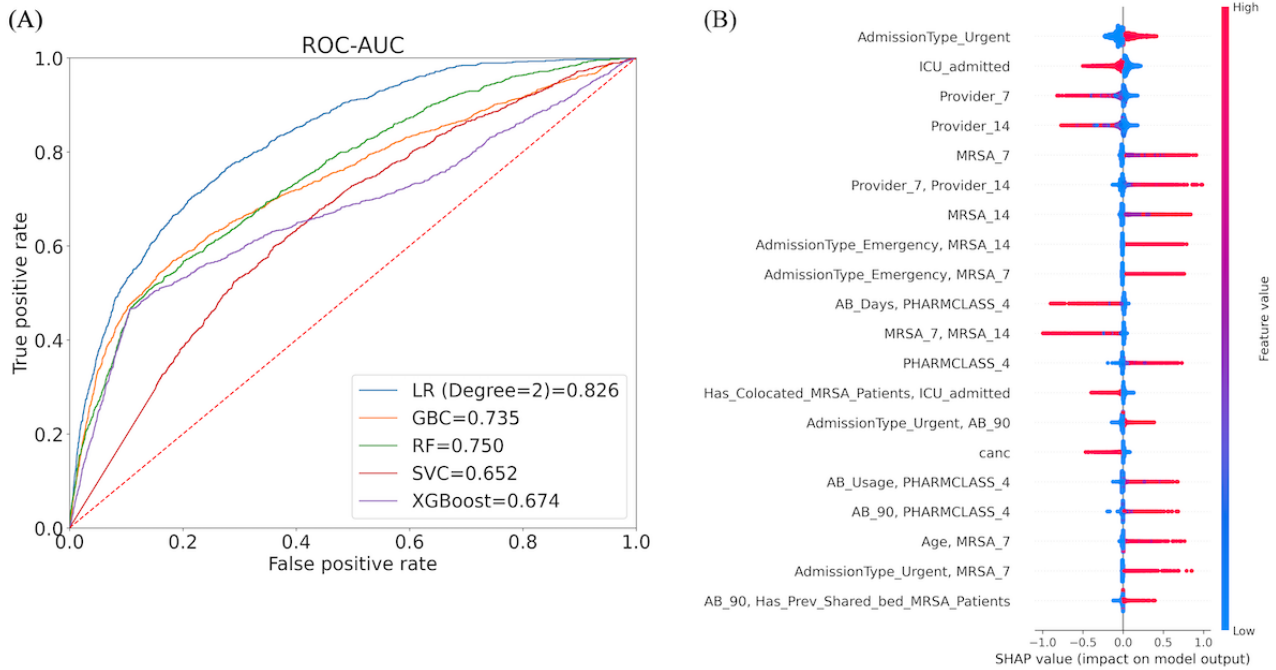 (A)
ROC-AUC
1.0
0.8
0.6
0.4
0.2
0.0
True positive rate
0.0 0.2 0.4 0.6 0.8 1.0
False positive rate
LR (Degree=2)=0.826
GBC=0.735
RF=0.750
SVC=0.652
XGBoost=0.674
(B)
AdmissionType_Urgent
ICU_admitted
Provider_7
Provider_14
MRSA_7
Provider_7, Provider_14
MRSA_14
AdmissionType_Emergency, MRSA_14
AdmissionType_Emergency, MRSA_7
AB_Days, PHARMCLASS_4
MRSA_7, MRSA_14
PHARMCLASS_4
Has_Colocated_MRSA_Patients, ICU_admitted
AdmissionType_Urgent, AB_90
canc
AB_Usage, PHARMCLASS_4
AB_90, PHARMCLASS_4
Age, MRSA_7
AdmissionType_Urgent, MRSA_7
AB_90, Has_Prev_Shared_bed_MRSA_Patients
−1.0 −0.5 0.0 0.5 1.0
SHAP value (impact on model output)
High
Feature value
Low